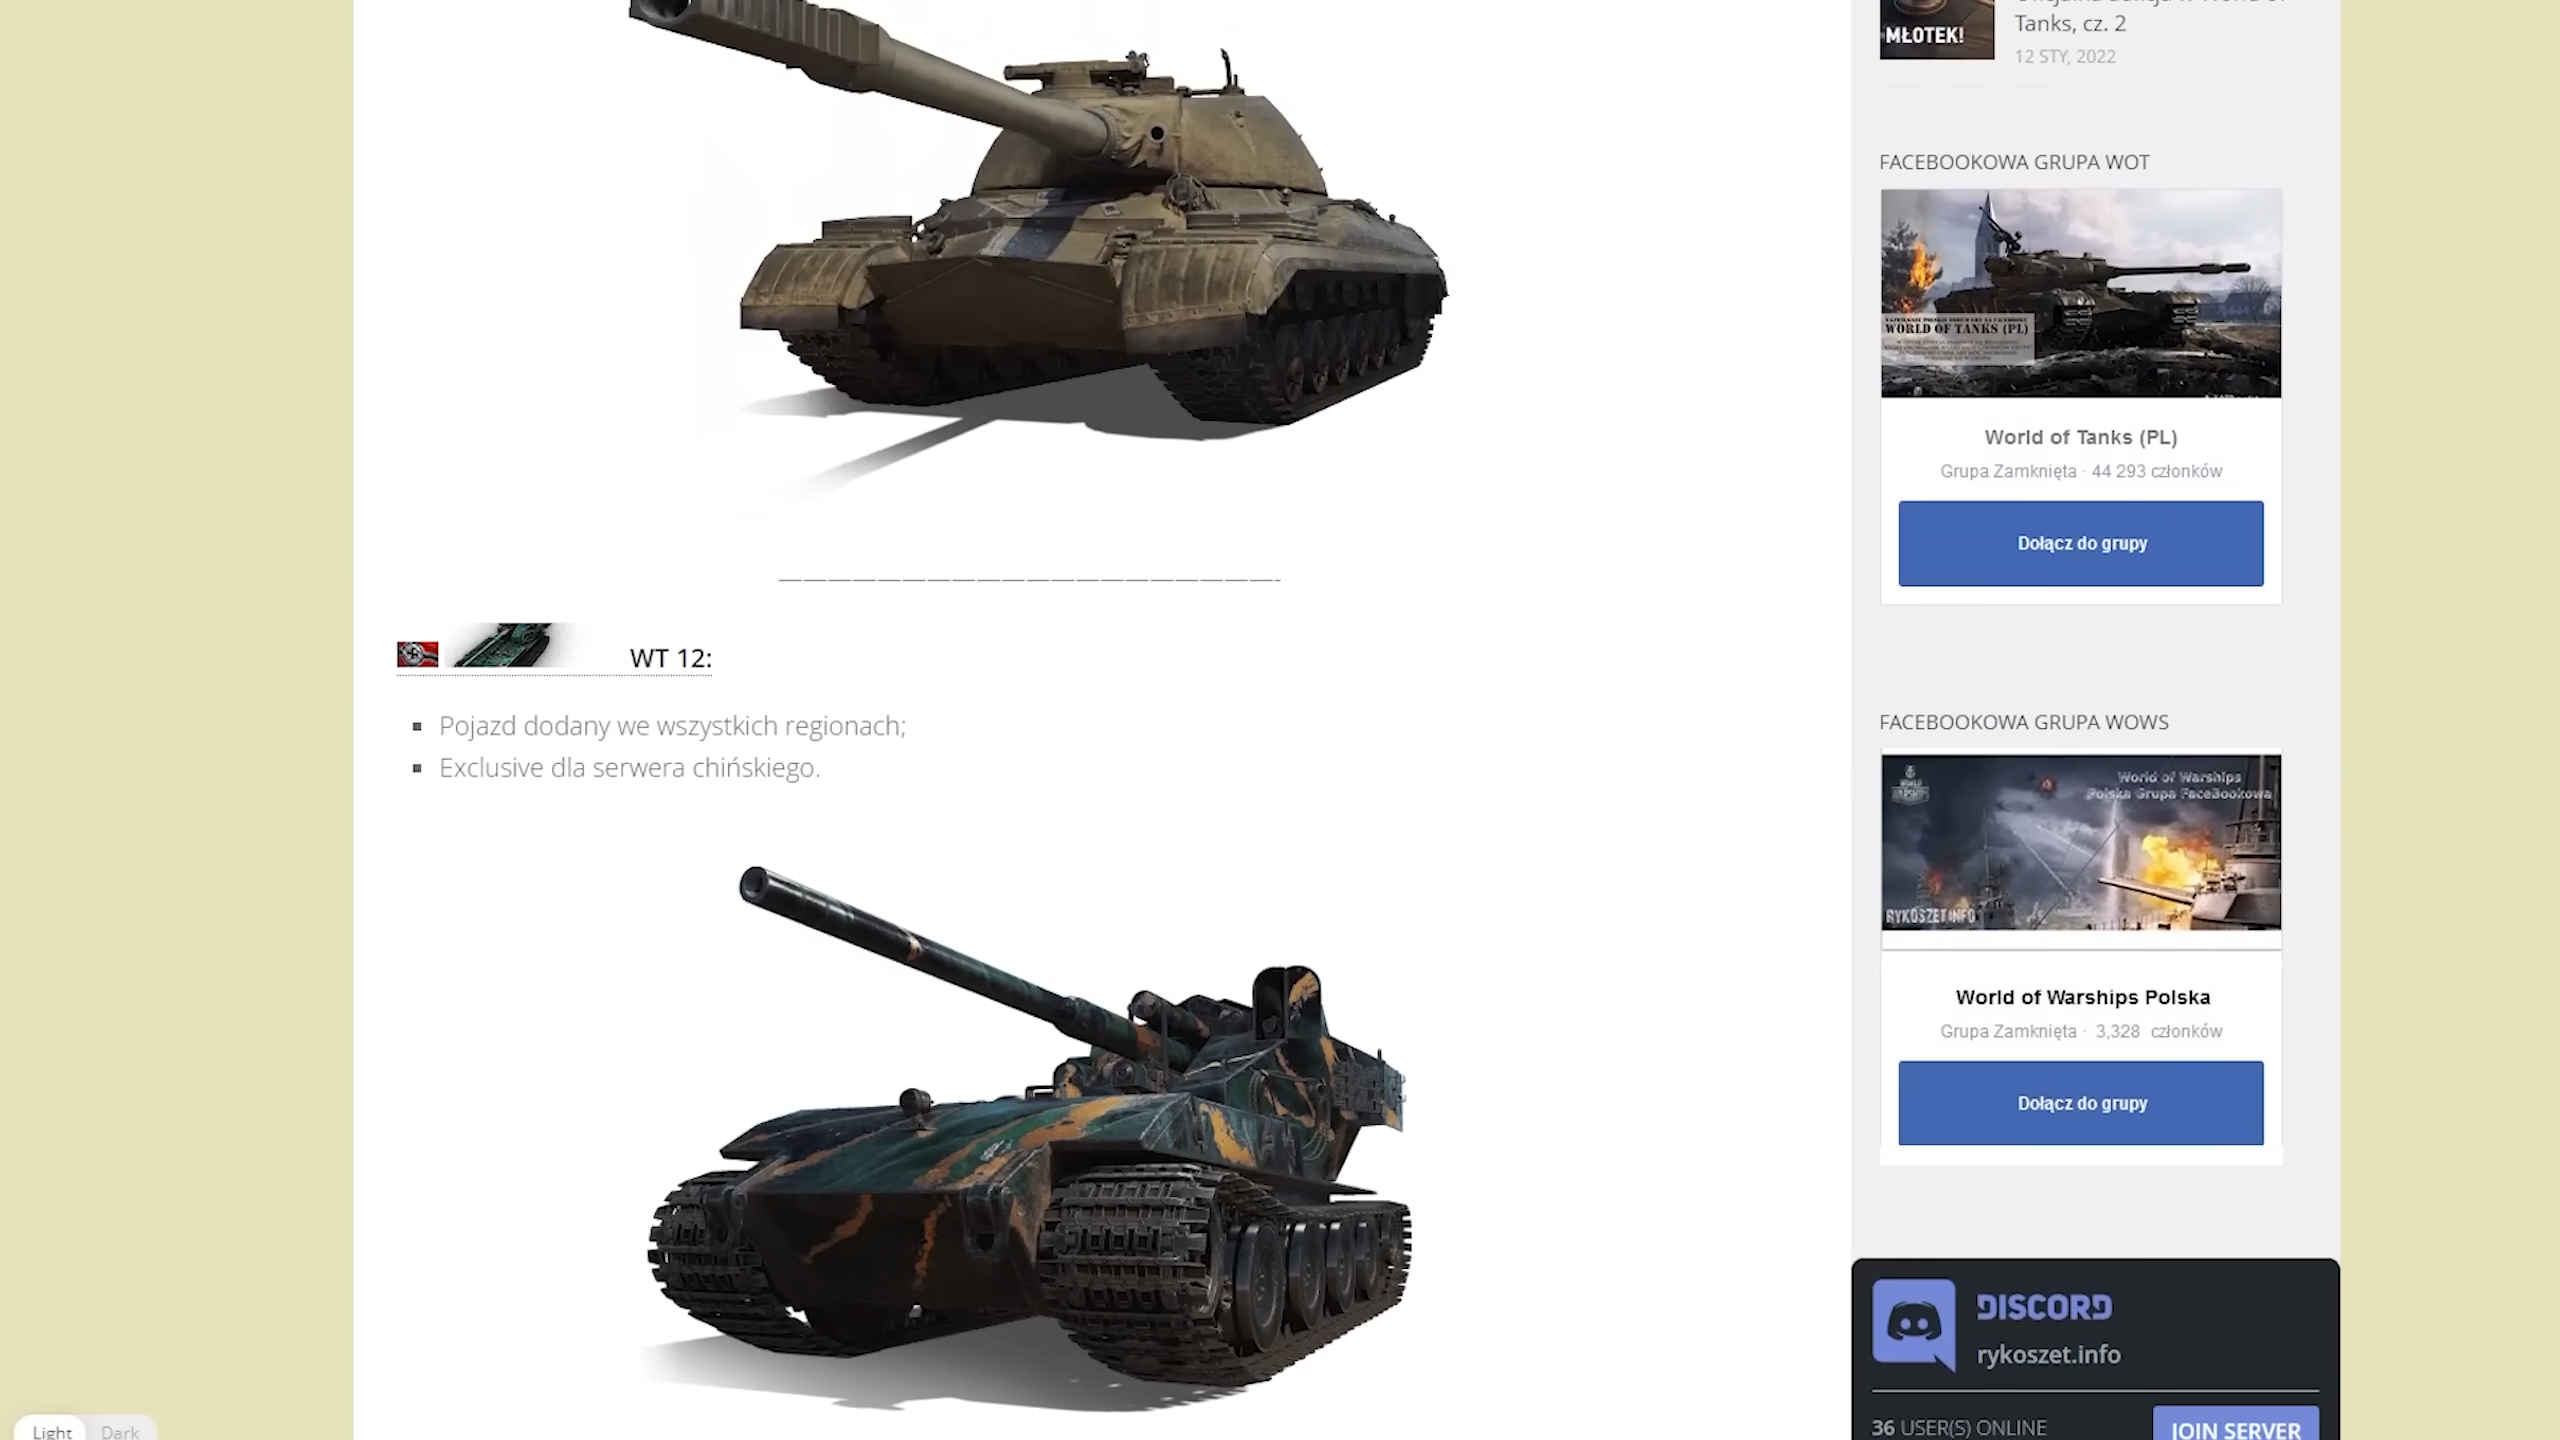 WT 12:
Pojazd dodany we wszystkich regionach;
Exclusive dla serwera chińskiego.
MŁOTEK!
Tanks, cz. 2
12 STY, 2022
FACEBOOKOWA GRUPA WOT
WORLD OF TANKS (PL)
World of Tanks (PL)
Grupa Zamknięta · 44 293 członków
Dołącz do grupy
FACEBOOKOWA GRUPA WOWS
World of Warships
Polska Grupa FaceBookowa
RYKOSZET.INFO
World of Warships Polska
Grupa Zamknięta · 3,328 członków
Dołącz do grupy
DISCORD
rykoszet.info
36 USER(S) ONLINE
JOIN SERVER
Light Dark